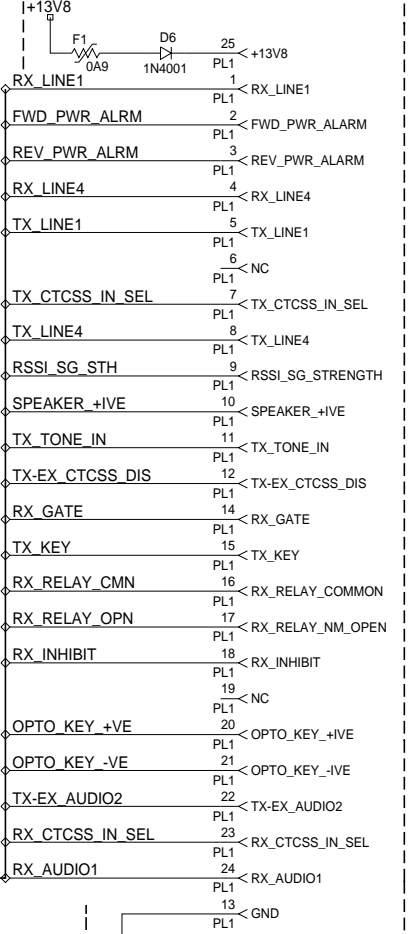 +13V8
F1
0A9
D6
1N4001
25
PL1
+13V8
RX_LINE1
1
PL1
RX_LINE1
FWD_PWR_ALRM
2
PL1
FWD_PWR_ALARM
REV_PWR_ALRM
3
PL1
REV_PWR_ALARM
RX_LINE4
4
PL1
RX_LINE4
TX_LINE1
5
PL1
TX_LINE1
6
PL1
NC
TX_CTCSS_IN_SEL
7
PL1
TX_CTCSS_IN_SEL
TX_LINE4
8
PL1
TX_LINE4
RSSI_SG_STH
9
PL1
RSSI_SG_STRENGTH
SPEAKER_+IVE
10
PL1
SPEAKER_+IVE
TX_TONE_IN
11
PL1
TX_TONE_IN
TX-EX_CTCSS_DIS
12
PL1
TX-EX_CTCSS_DIS
RX_GATE
14
PL1
RX_GATE
TX_KEY
15
PL1
TX_KEY
RX_RELAY_CMN
16
PL1
RX_RELAY_COMMON
RX_RELAY_OPN
17
PL1
RX_RELAY_NM_OPEN
RX_INHIBIT
18
PL1
RX_INHIBIT
19
PL1
NC
OPTO_KEY_+VE
20
PL1
OPTO_KEY_+IVE
OPTO_KEY_-VE
21
PL1
OPTO_KEY_-IVE
TX-EX_AUDIO2
22
PL1
TX-EX_AUDIO2
RX_CTCSS_IN_SEL
23
PL1
RX_CTCSS_IN_SEL
RX_AUDIO1
24
PL1
RX_AUDIO1
13
PL1
GND